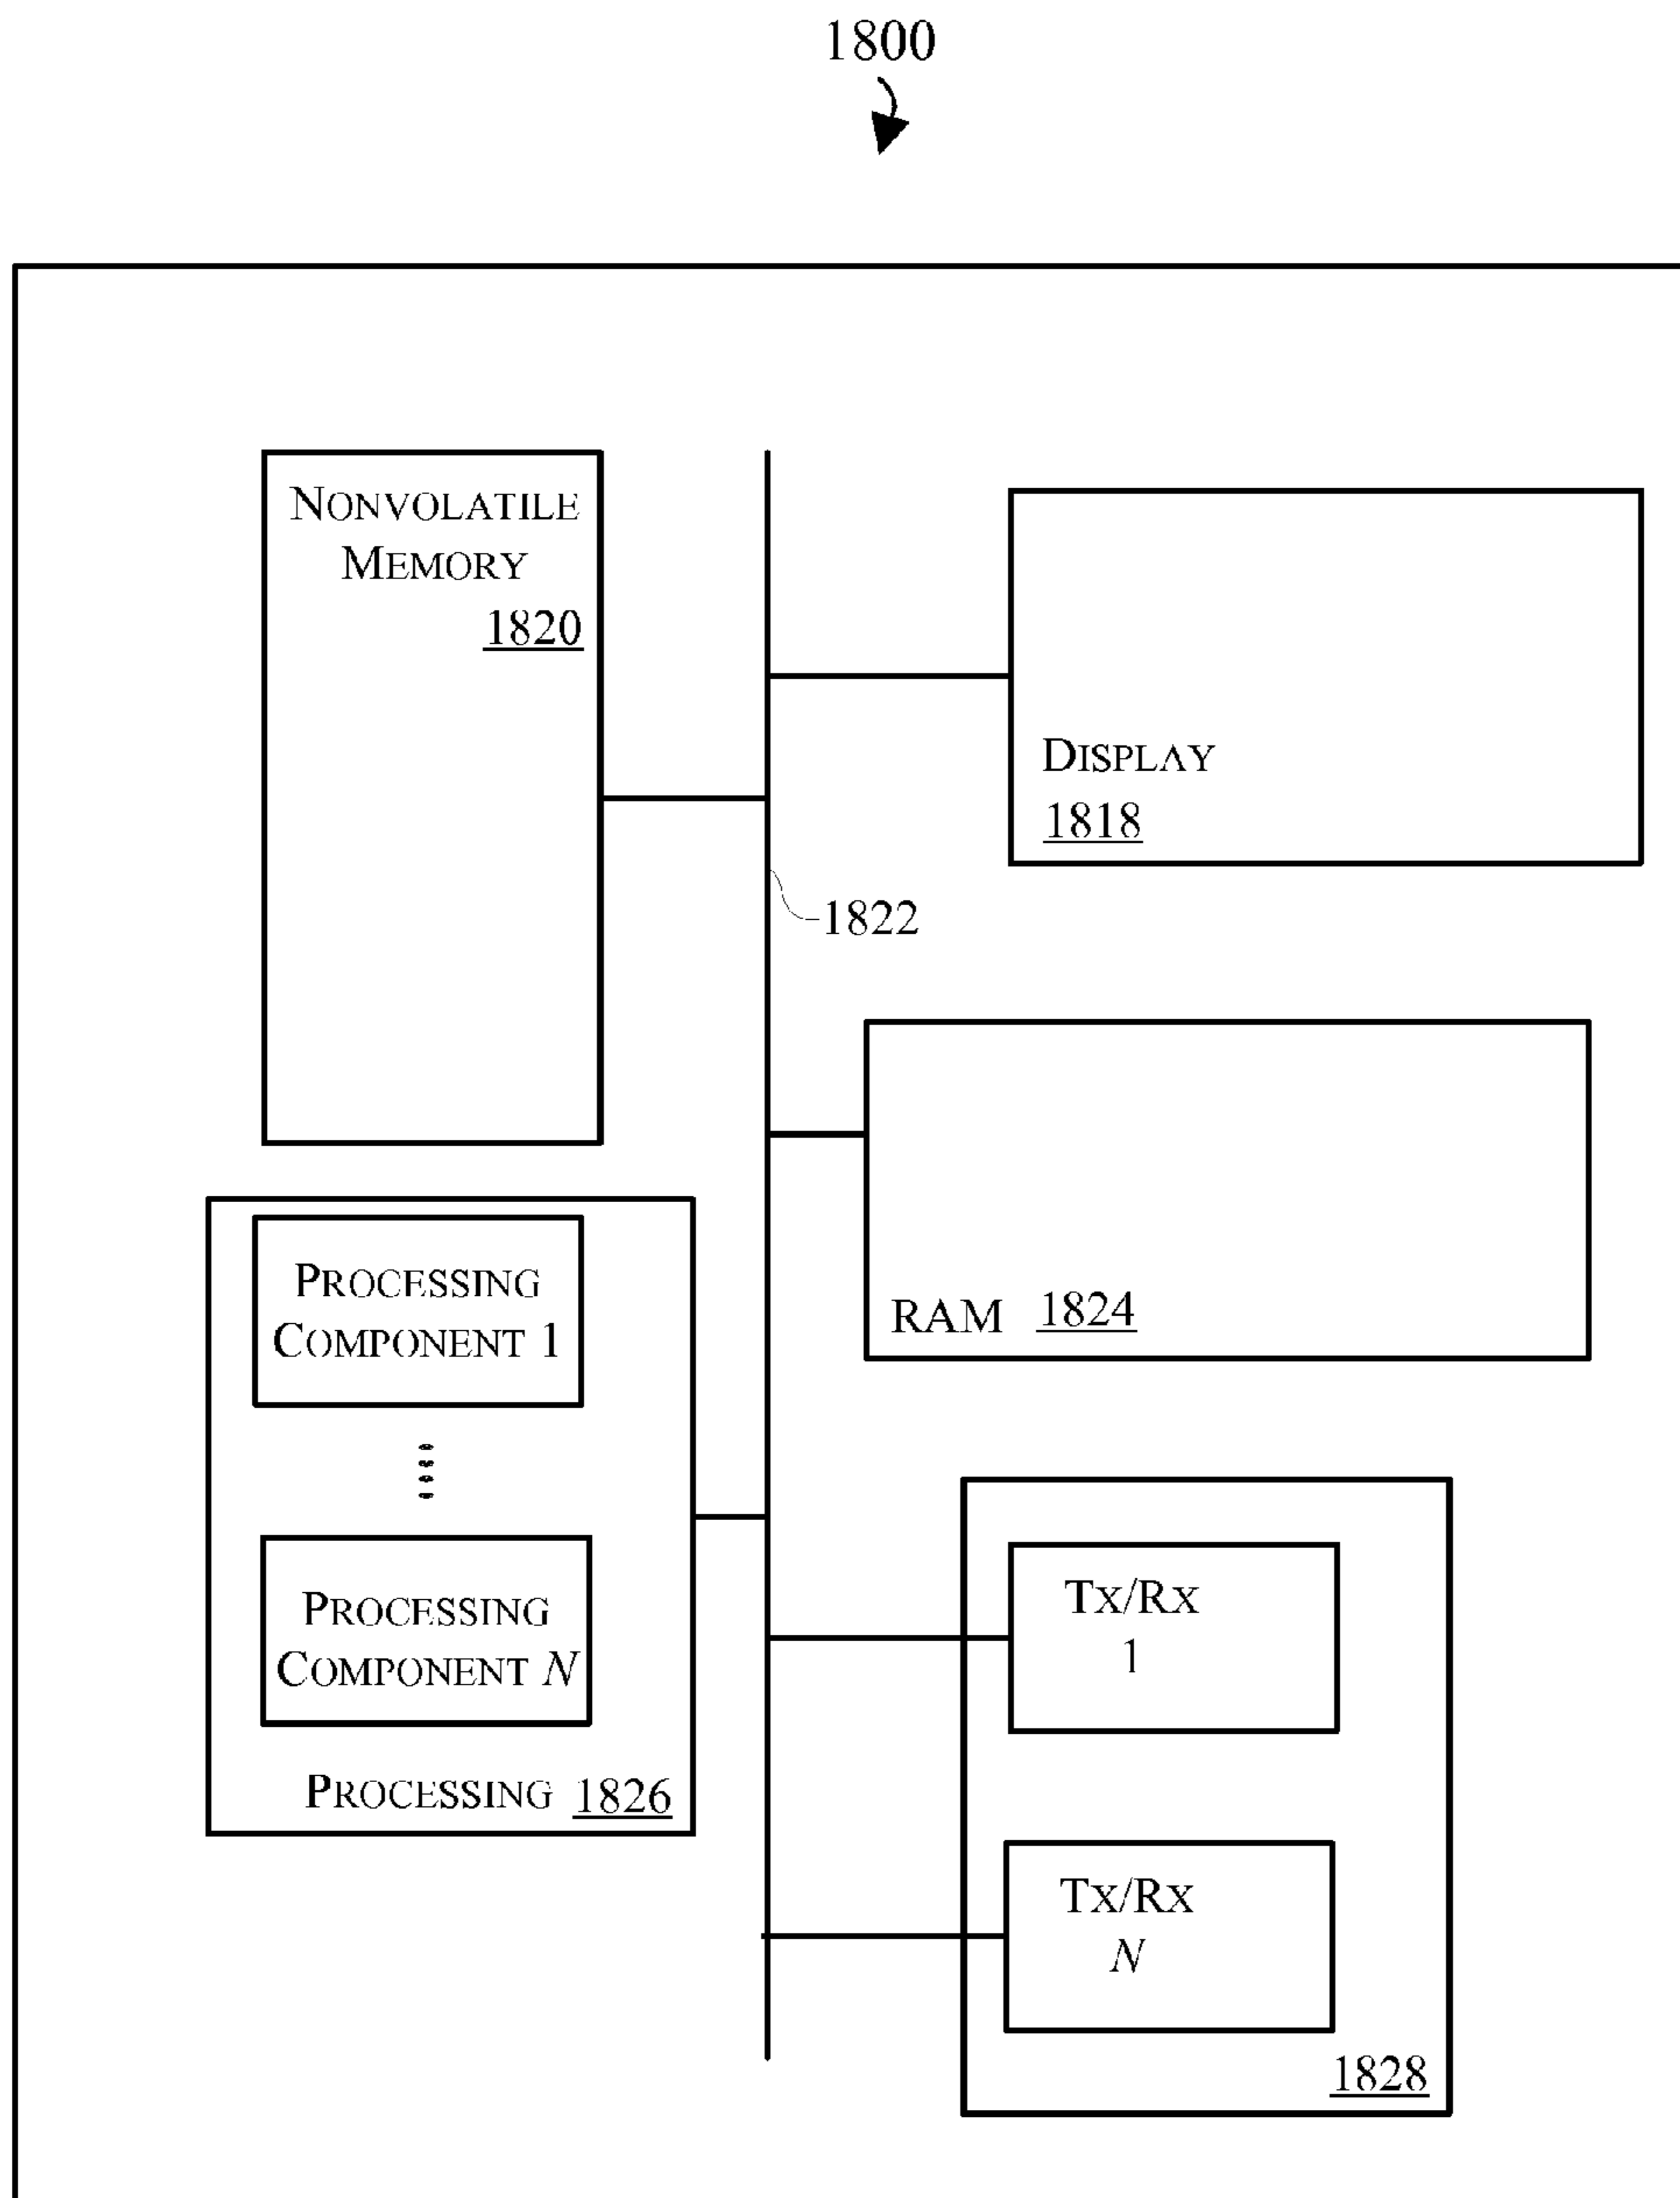 1800
NONVOLATILE
MEMORY
1820
DISPLAY
1818
1822
RAM 1824
PROCESSING
COMPONENT 1
PROCESSING
COMPONENT N
PROCESSING 1826
TX/RX
1
TX/RX
N
1828